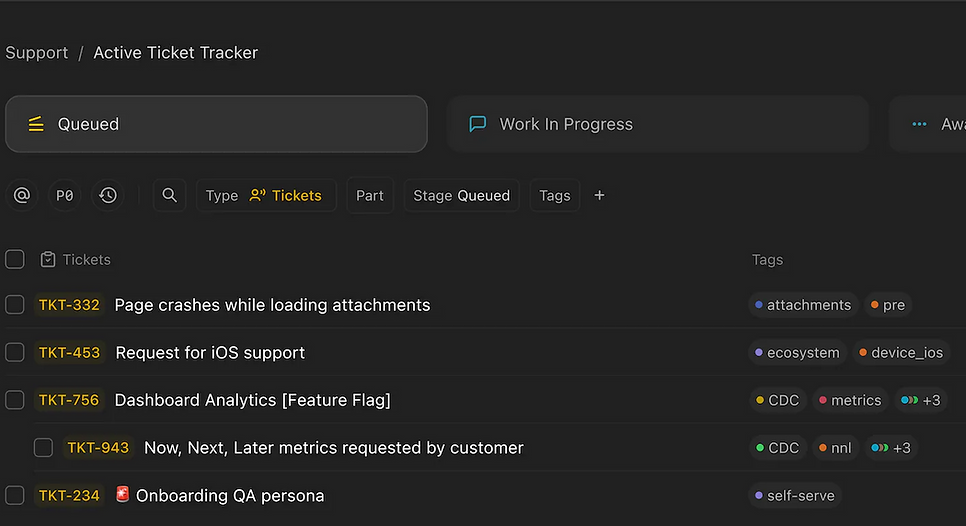 Support / Active Ticket Tracker
Queued Work In Progress Awa
@ P0 Type Tickets Part Stage Queued Tags +
Tickets Tags
TKT-332 Page crashes while loading attachments attachments pre
TKT-453 Request for iOS support ecosystem device_ios
TKT-756 Dashboard Analytics [Feature Flag] CDC metrics +3
TKT-943 Now, Next, Later metrics requested by customer CDC nnl +3
TKT-234 🚨 Onboarding QA persona self-serve